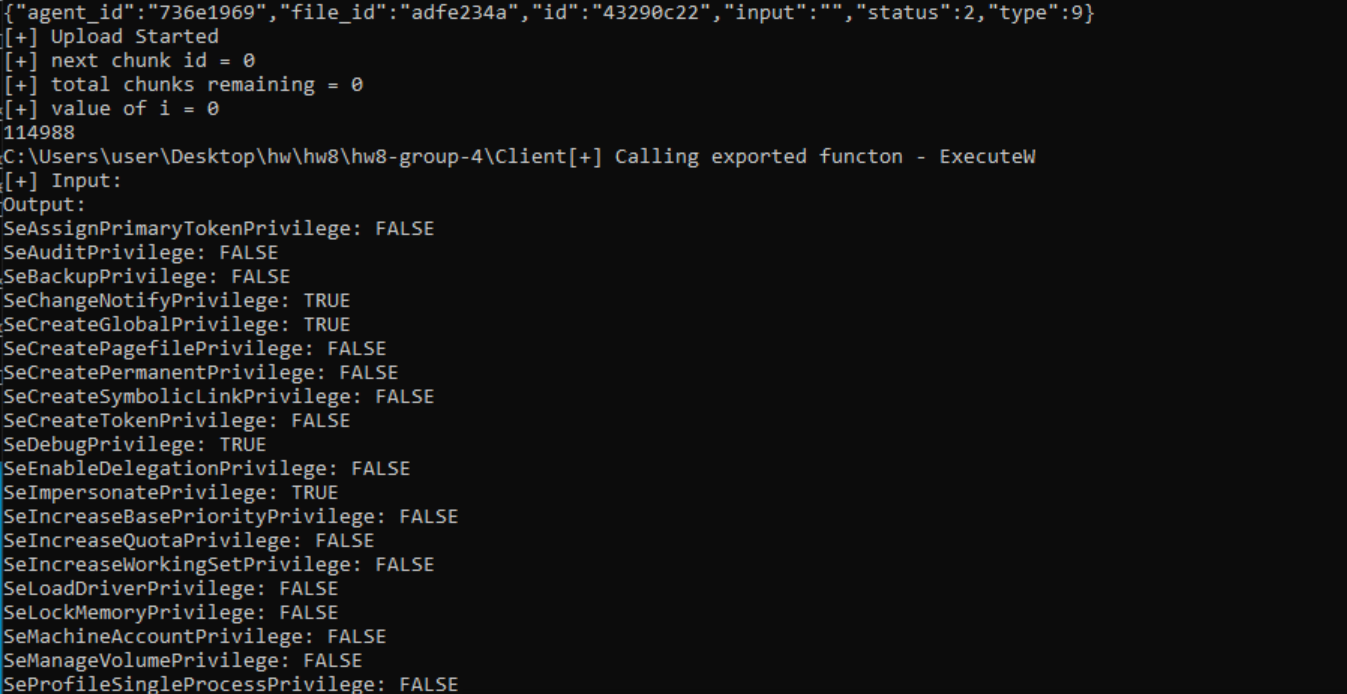 {"agent_id":"736e1969","file_id":"adfe234a","id":"43290c22","input":"","status":2,"type":9}
[+] Upload Started
[+] next chunk id = 0
[+] total chunks remaining = 0
[+] value of i = 0
114988
C:\Users\user\Desktop\hw\hw8\hw8-group-4\Client[+] Calling exported functon - ExecuteW
[+] Input:
Output:
SeAssignPrimaryTokenPrivilege: FALSE
SeAuditPrivilege: FALSE
SeBackupPrivilege: FALSE
SeChangeNotifyPrivilege: TRUE
SeCreateGlobalPrivilege: TRUE
SeCreatePagefilePrivilege: FALSE
SeCreatePermanentPrivilege: FALSE
SeCreateSymbolicLinkPrivilege: FALSE
SeCreateTokenPrivilege: FALSE
SeDebugPrivilege: TRUE
SeEnableDelegationPrivilege: FALSE
SeImpersonatePrivilege: TRUE
SeIncreaseBasePriorityPrivilege: FALSE
SeIncreaseQuotaPrivilege: FALSE
SeIncreaseWorkingSetPrivilege: FALSE
SeLoadDriverPrivilege: FALSE
SeLockMemoryPrivilege: FALSE
SeMachineAccountPrivilege: FALSE
SeManageVolumePrivilege: FALSE
SeProfileSingleProcessPrivilege: FALSE